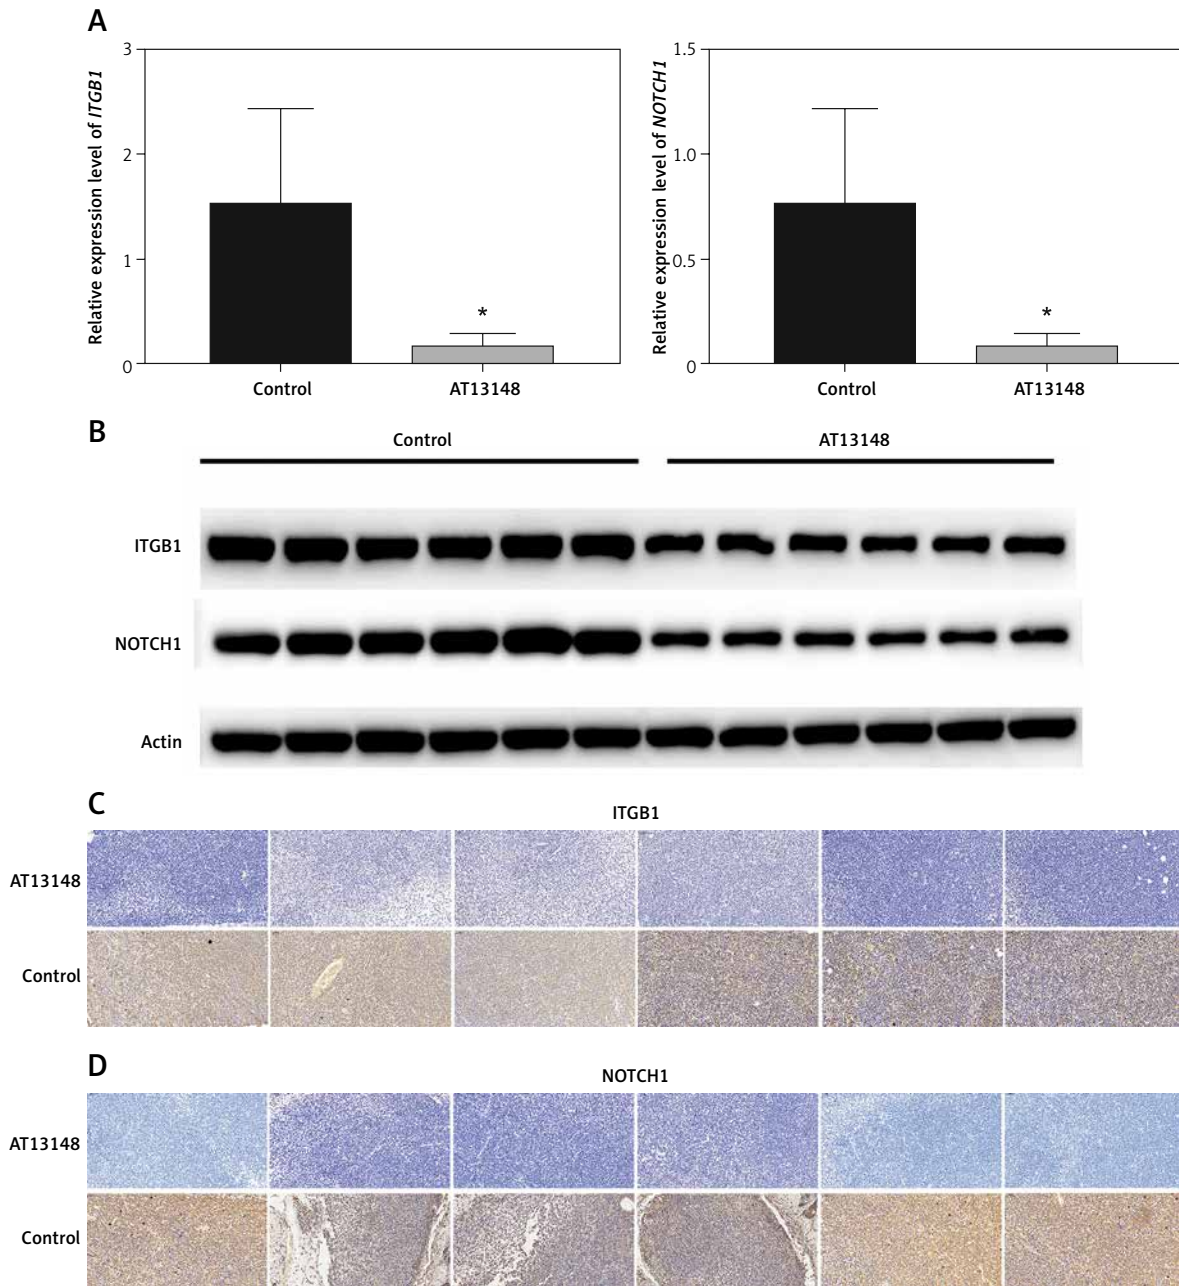 A
Relative expression level of ITGB1
3
2
1
0
*
Control
AT13148
Relative expression level of NOTCH1
1.5
1.0
0.5
0
*
Control
AT13148
B
Control
AT13148
ITGB1
NOTCH1
Actin
C
ITGB1
AT13148
Control
D
NOTCH1
AT13148
Control